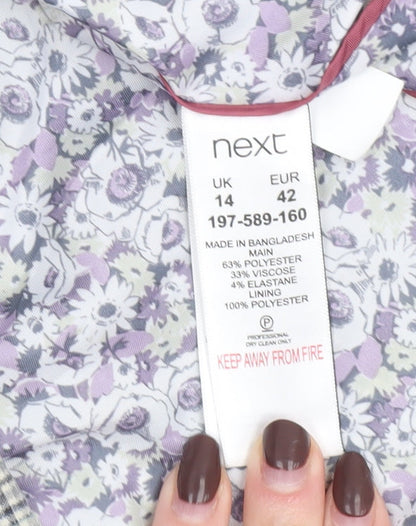 next
UK EUR
14 42
197-589-160
MADE IN BANGLADESH
MAIN
63% POLYESTER
33% VISCOSE
4% ELASTANE
LINING
100% POLYESTER
P
PROFESSIONAL
DRY CLEAN ONLY
KEEP AWAY FROM FIRE